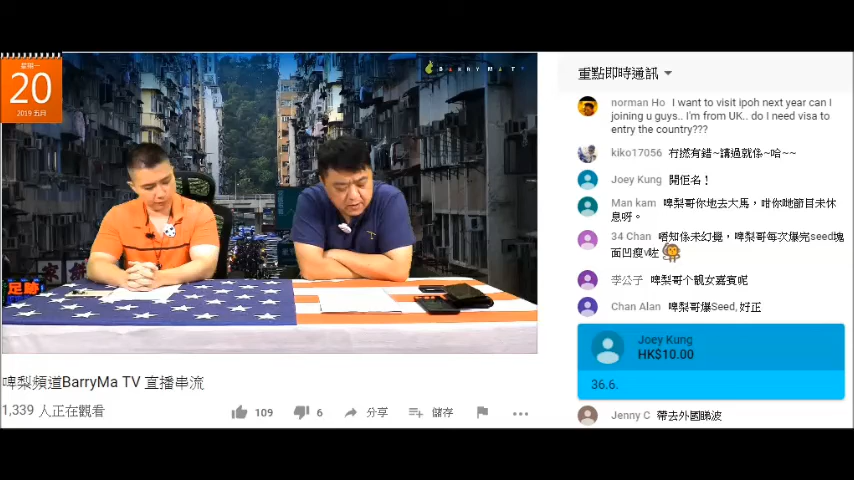 星期一
20
2019 五月
BARRYMATV
足跡
啤梨頻道BarryMa TV 直播串流
1,339 人正在觀看
109
6
分享
儲存
重點即時通訊
norman Ho I want to visit ipoh next year can I
joining u guys.. I'm from UK.. do I need visa to
entry the country???
kiko17056 冇撚有錯~請過就係~哈~~
Joey Kung 開佢名！
Man kam 啤梨哥你地去大馬，咁你哋節目未休
息呀。
34 Chan 唔知係未幻覺，啤梨哥每次爆完seed塊
面凹瘦v咗
李公子 啤梨哥個靚女嘉賓呢
Chan Alan 啤梨哥爆Seed, 好正
Joey Kung
HK$10.00
36.6.
Jenny C 帶去外國睇波